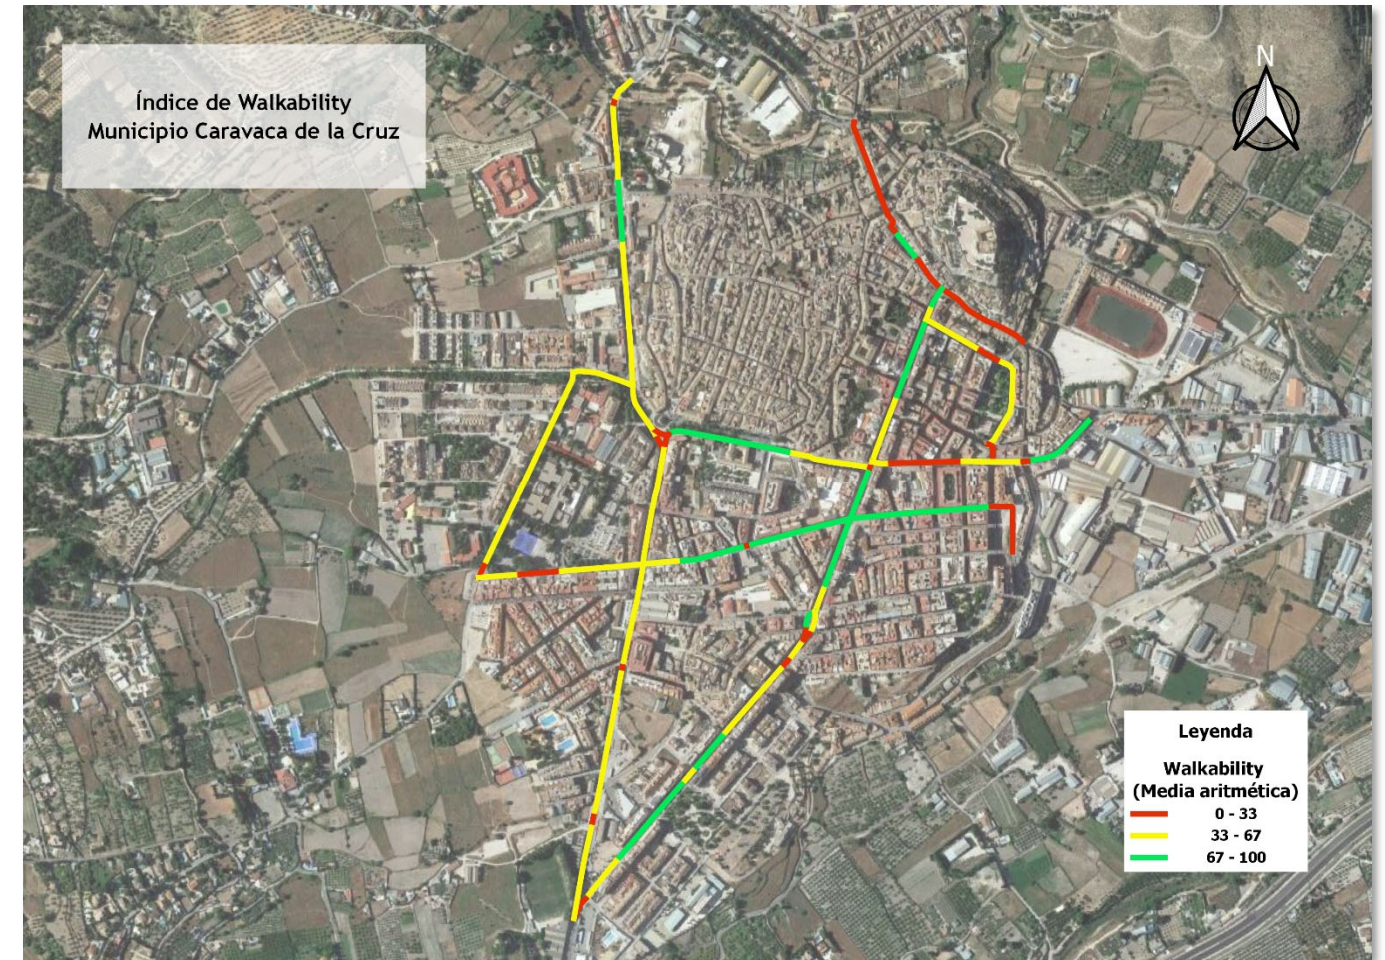 Índice de Walkability
Municipio Caravaca de la Cruz
N
Leyenda
Walkability
(Media aritmética)
0 - 33
33 - 67
67 - 100